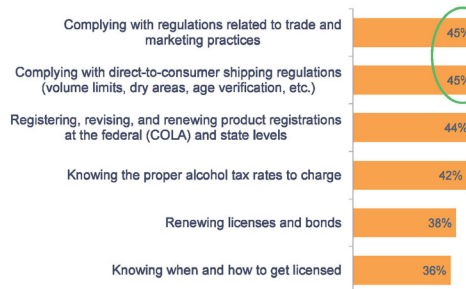 Complying with regulations related to trade and
marketing practices
45%
Complying with direct-to-consumer shipping regulations
(volume limits, dry areas, age verification, etc.)
45%
Registering, revising, and renewing product registrations
at the federal (COLA) and state levels
44%
Knowing the proper alcohol tax rates to charge
42%
Renewing licenses and bonds
38%
Knowing when and how to get licensed
36%